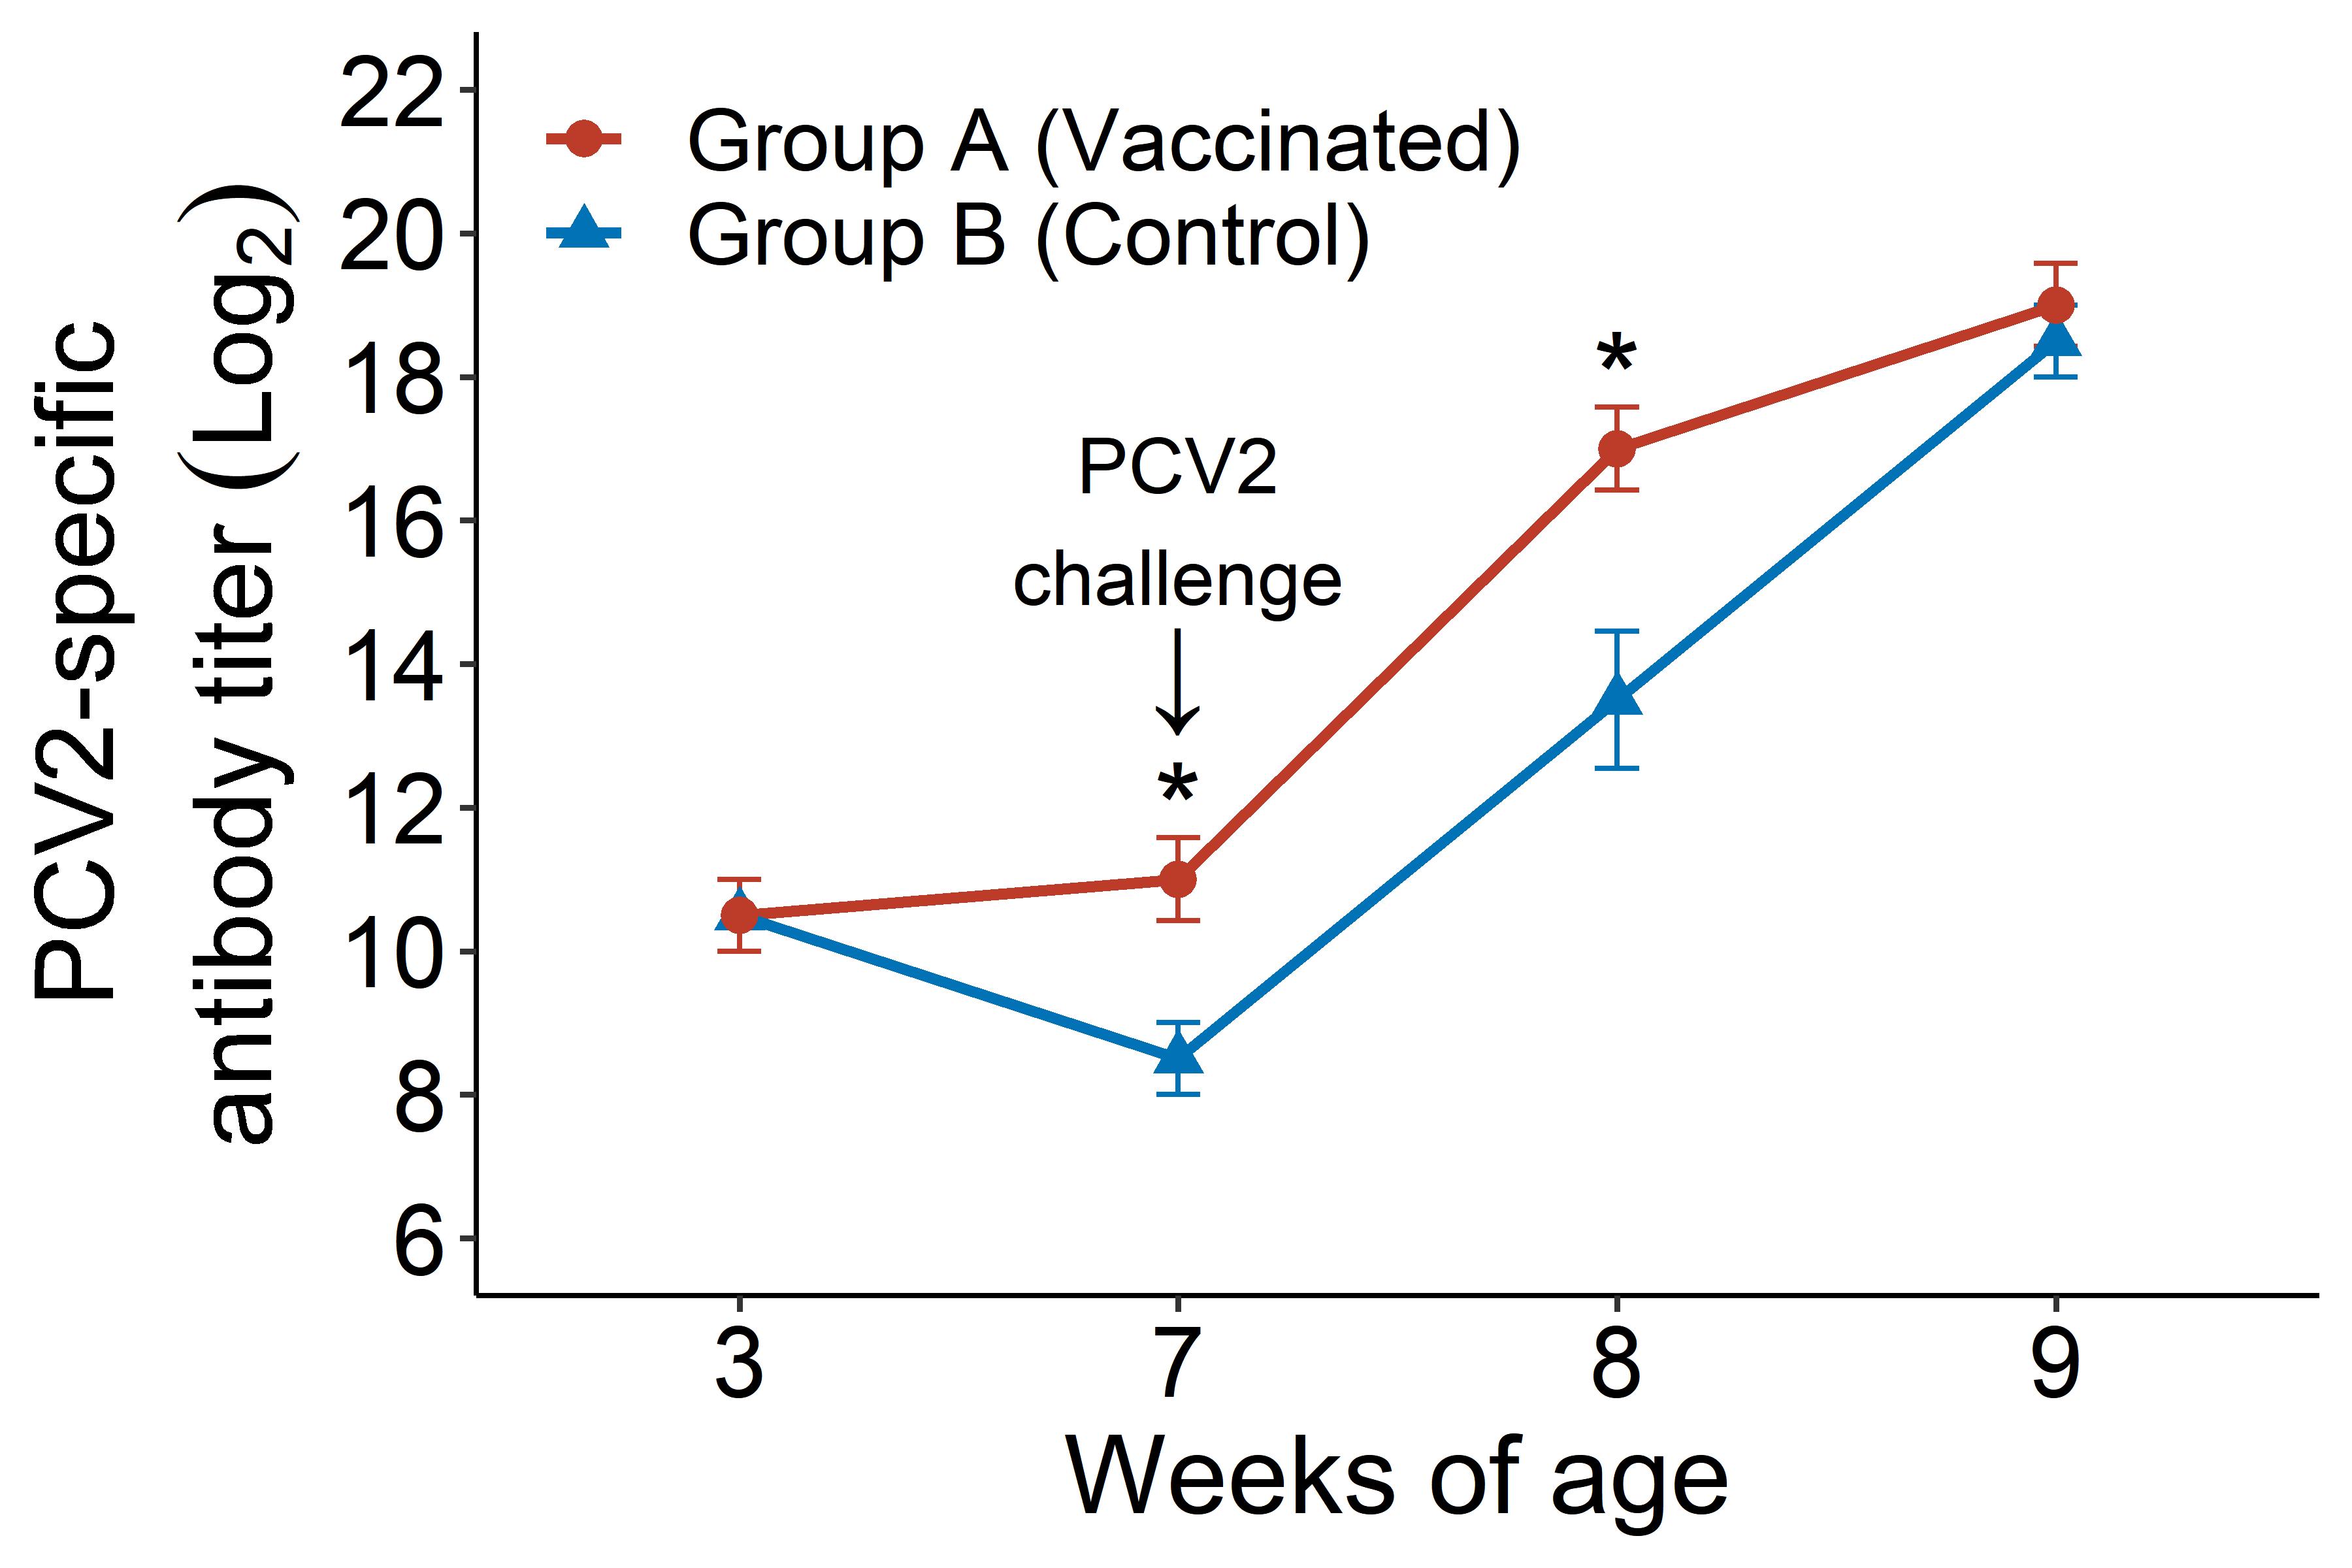 PCV2-specific
antibody titer (Log₂)
22
20
18
16
14
12
10
8
6
Group A (Vaccinated)
Group B (Control)
*
PCV2
challenge
↓
*
3 7 8 9
Weeks of age